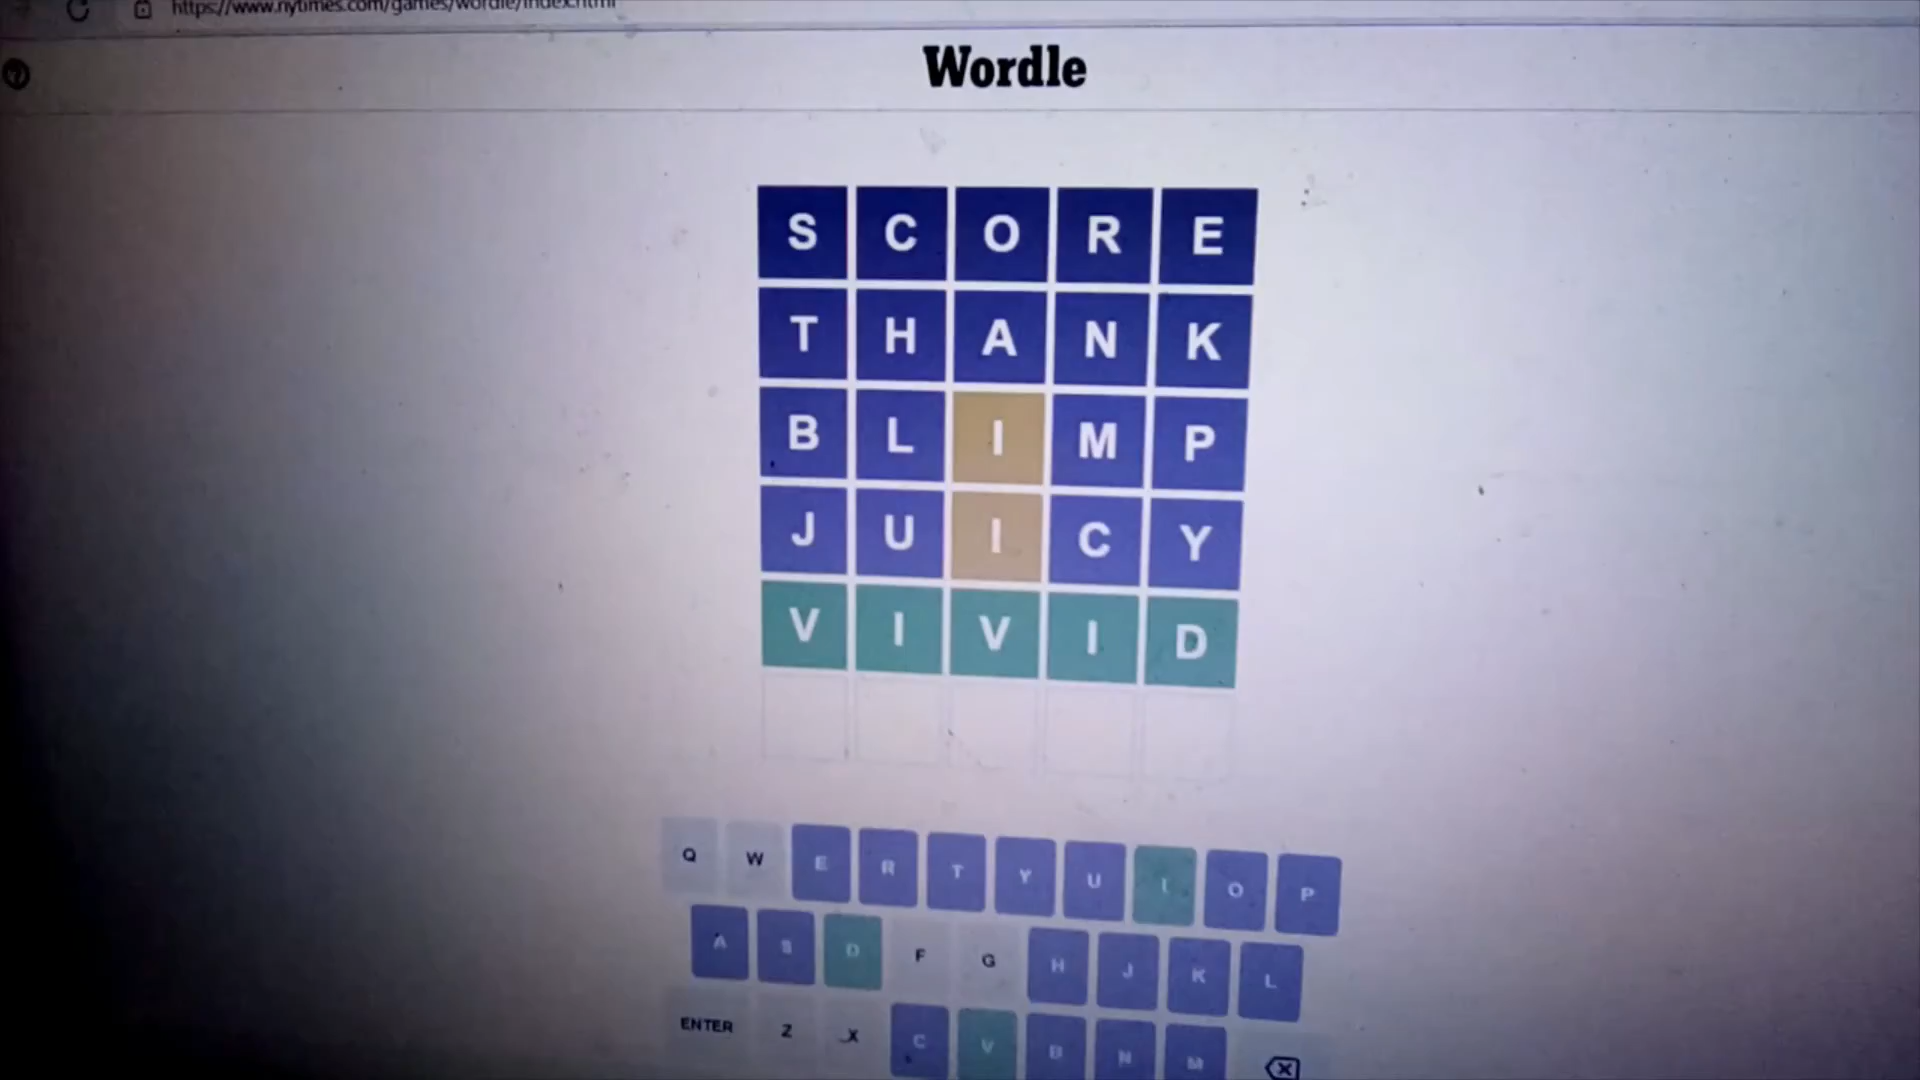 https://www.nytimes.com/games/wordle/index.html
Wordle
S C O R E
T H A N K
B L I M P
J U I C Y
V I V I D
Q W E R T Y U I O P
A S D F G H J K L
ENTER Z X C V B N M